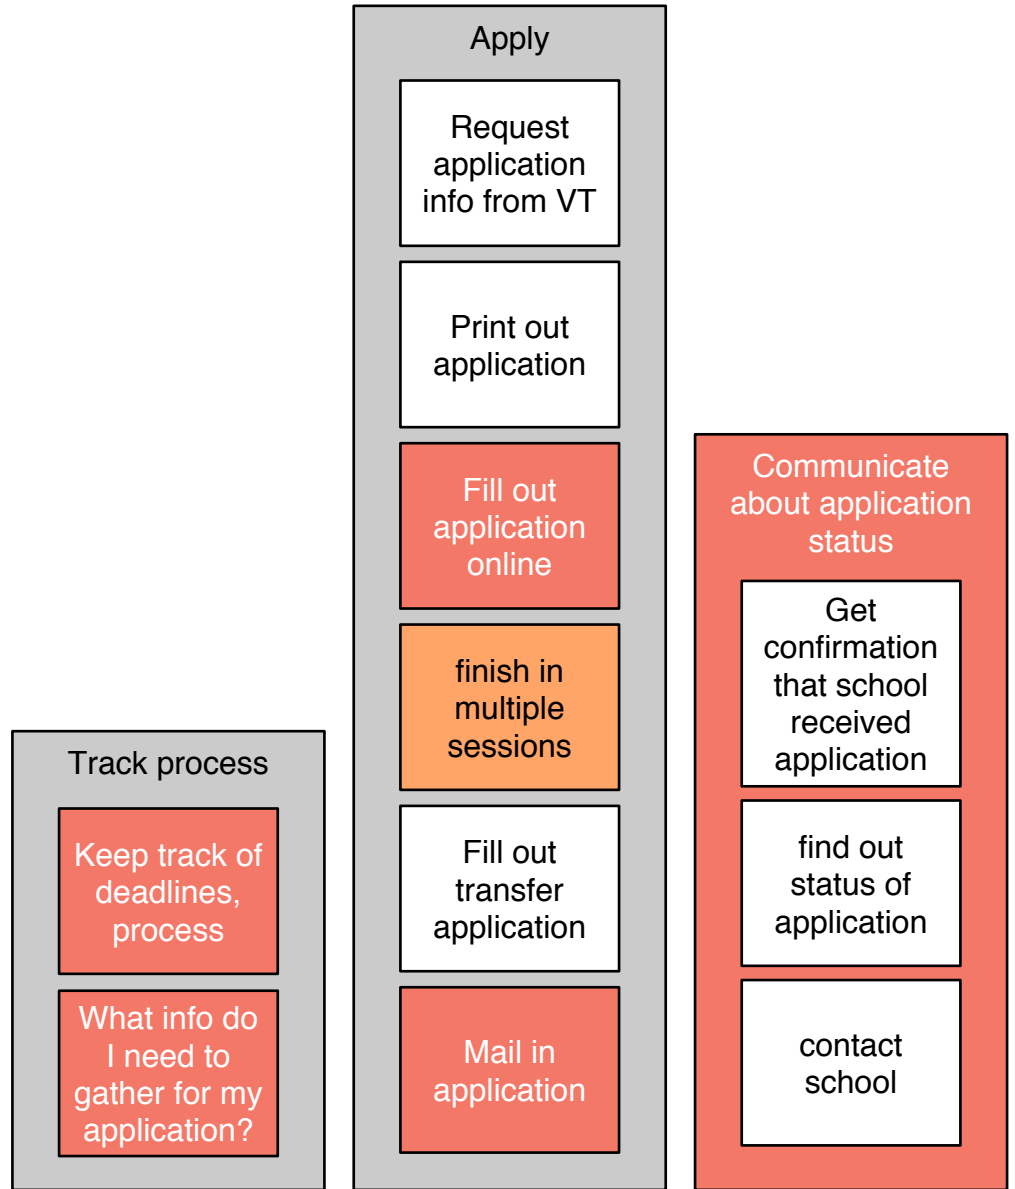 Track process
Keep track of
deadlines,
process
What info do
I need to
gather for my
application?
Apply
Request
application
info from VT
Print out
application
Fill out
application
online
finish in
multiple
sessions
Fill out
transfer
application
Mail in
application
Communicate
about application
status
Get
confirmation
that school
received
application
find out
status of
application
contact
school